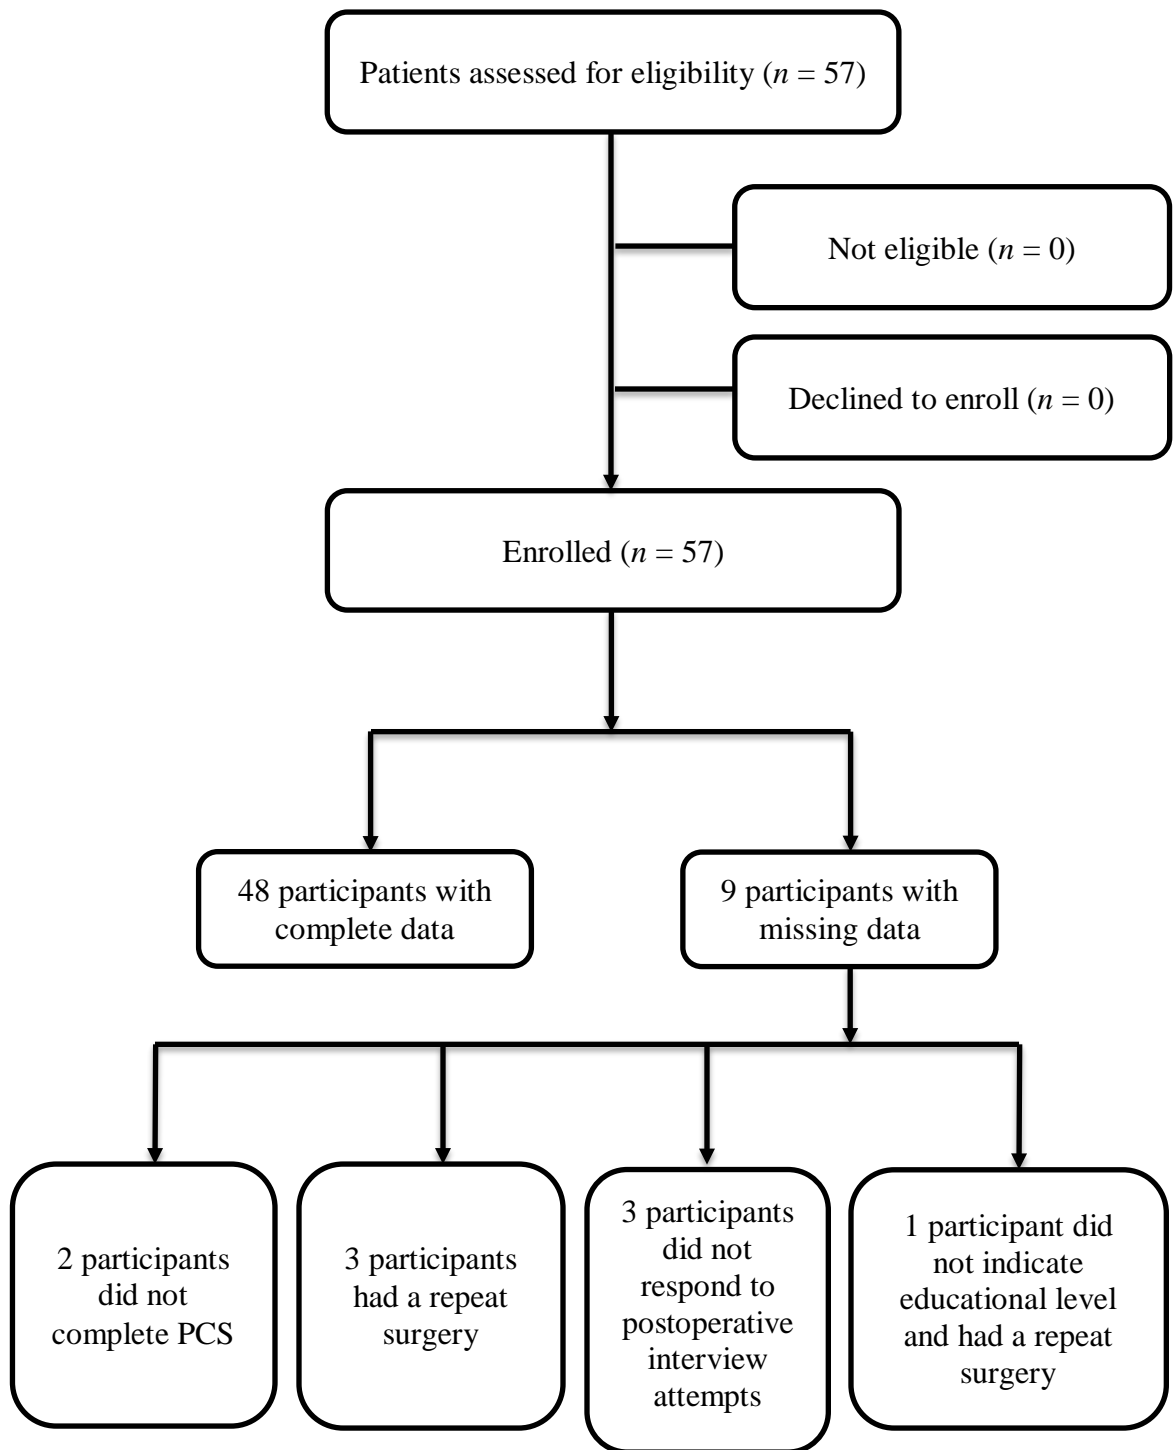 Patients assessed for eligibility (n = 57)
Not eligible (n = 0)
Declined to enroll (n = 0)
Enrolled (n = 57)
48 participants with
complete data
9 participants with
missing data
2 participants
did not
complete PCS
3 participants
had a repeat
surgery
3 participants
did not
respond to
postoperative
interview
attempts
1 participant did
not indicate
educational level
and had a repeat
surgery